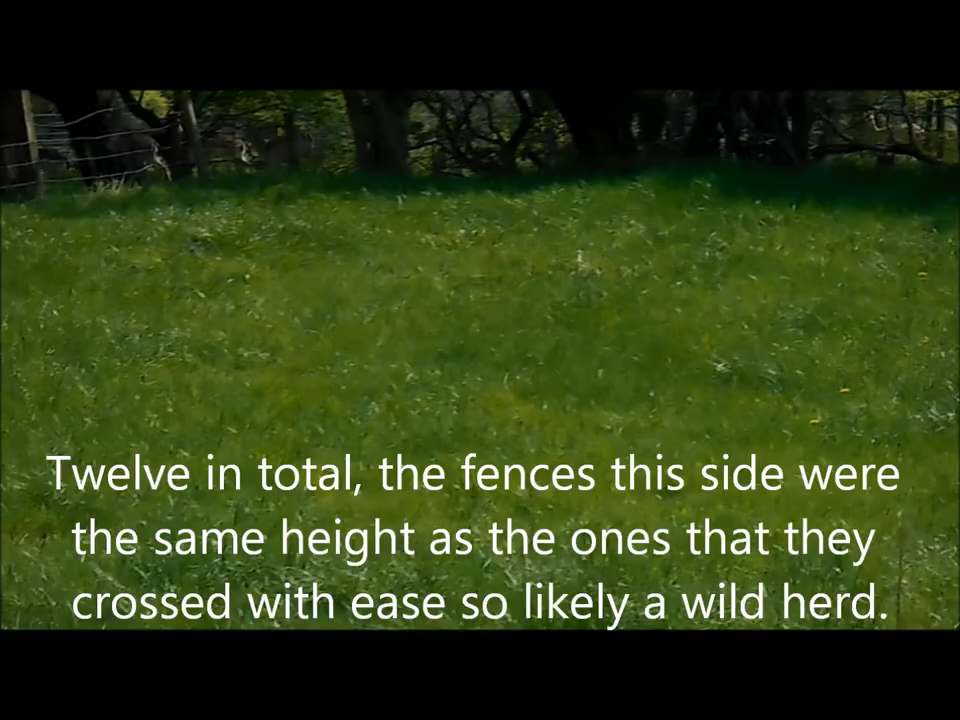 Twelve in total, the fences this side were
the same height as the ones that they
crossed with ease so likely a wild herd.